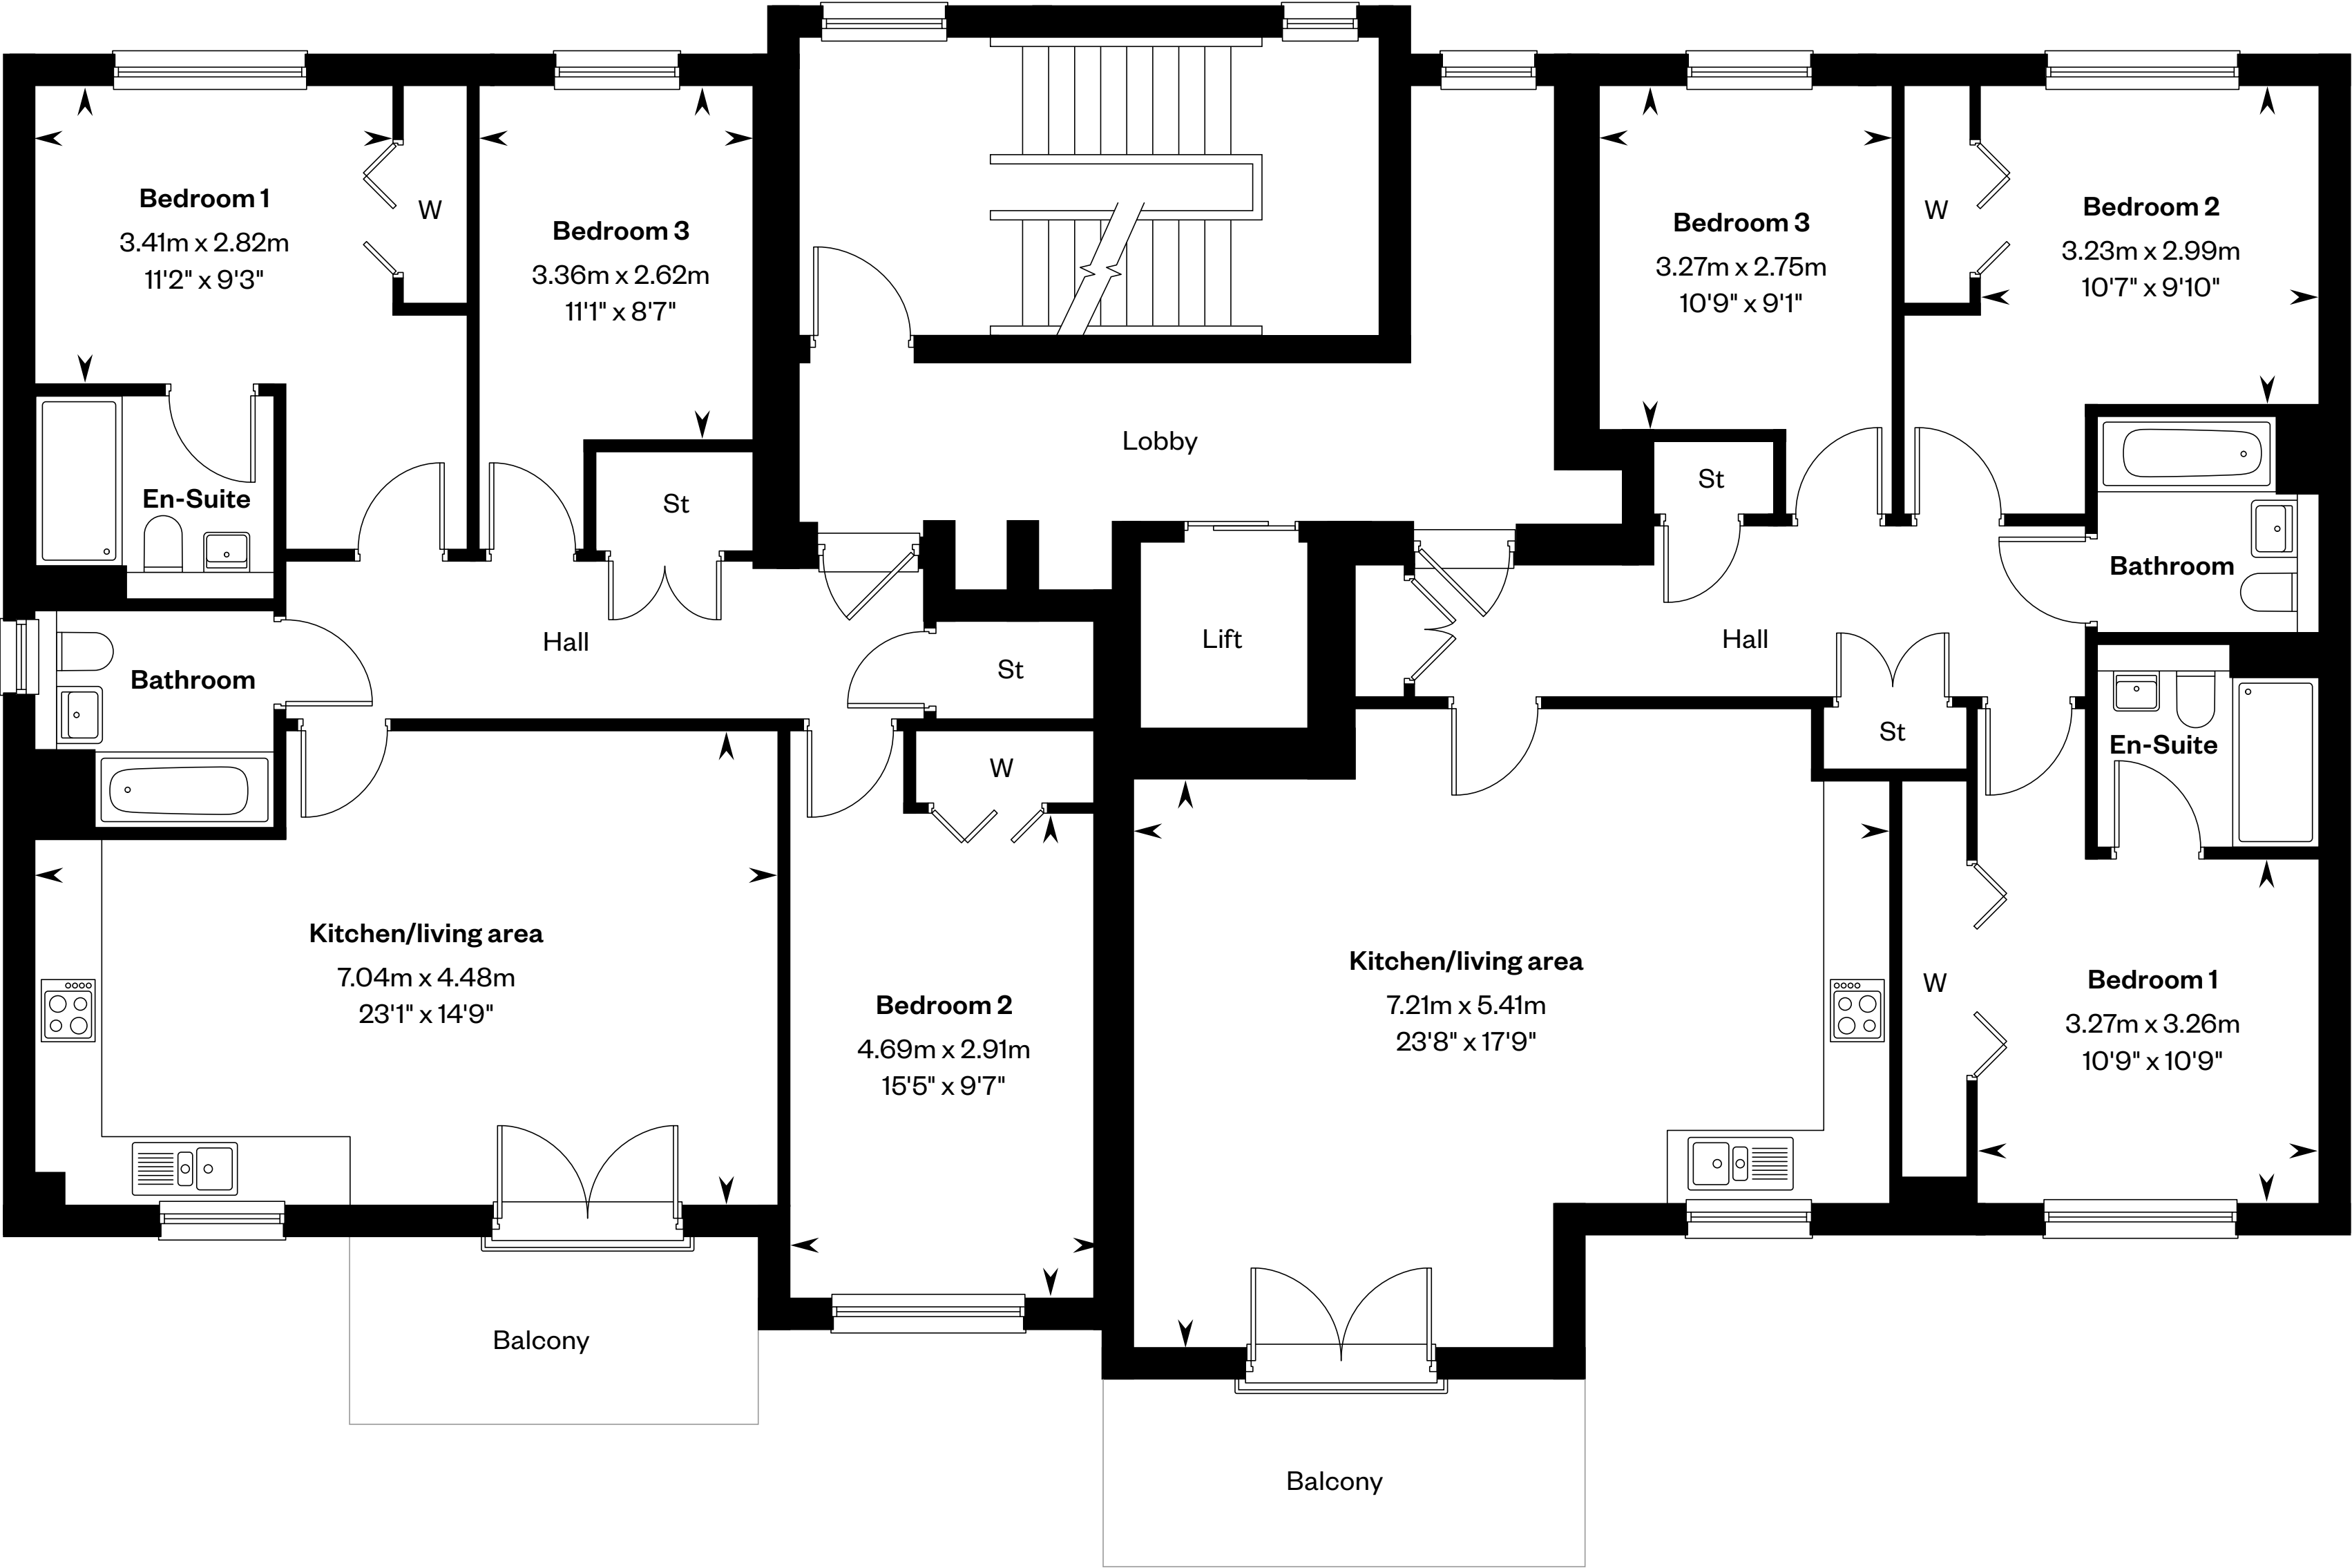 Bedroom 1
3.41m x 2.82m
11'2" x 9'3"
W
Bedroom 3
3.36m x 2.62m
11'1" x 8'7"
Bedroom 3
3.27m x 2.75m
10'9" x 9'1"
W
Bedroom 2
3.23m x 2.99m
10'7" x 9'10"
En-Suite
St
Lobby
St
Bathroom
Bathroom
Hall
St
Lift
Hall
St
En-Suite
W
Kitchen/living area
7.04m x 4.48m
23'1" x 14'9"
Bedroom 2
4.69m x 2.91m
15'5" x 9'7"
Kitchen/living area
7.21m x 5.41m
23'8" x 17'9"
W
Bedroom 1
3.27m x 3.26m
10'9" x 10'9"
Balcony
Balcony